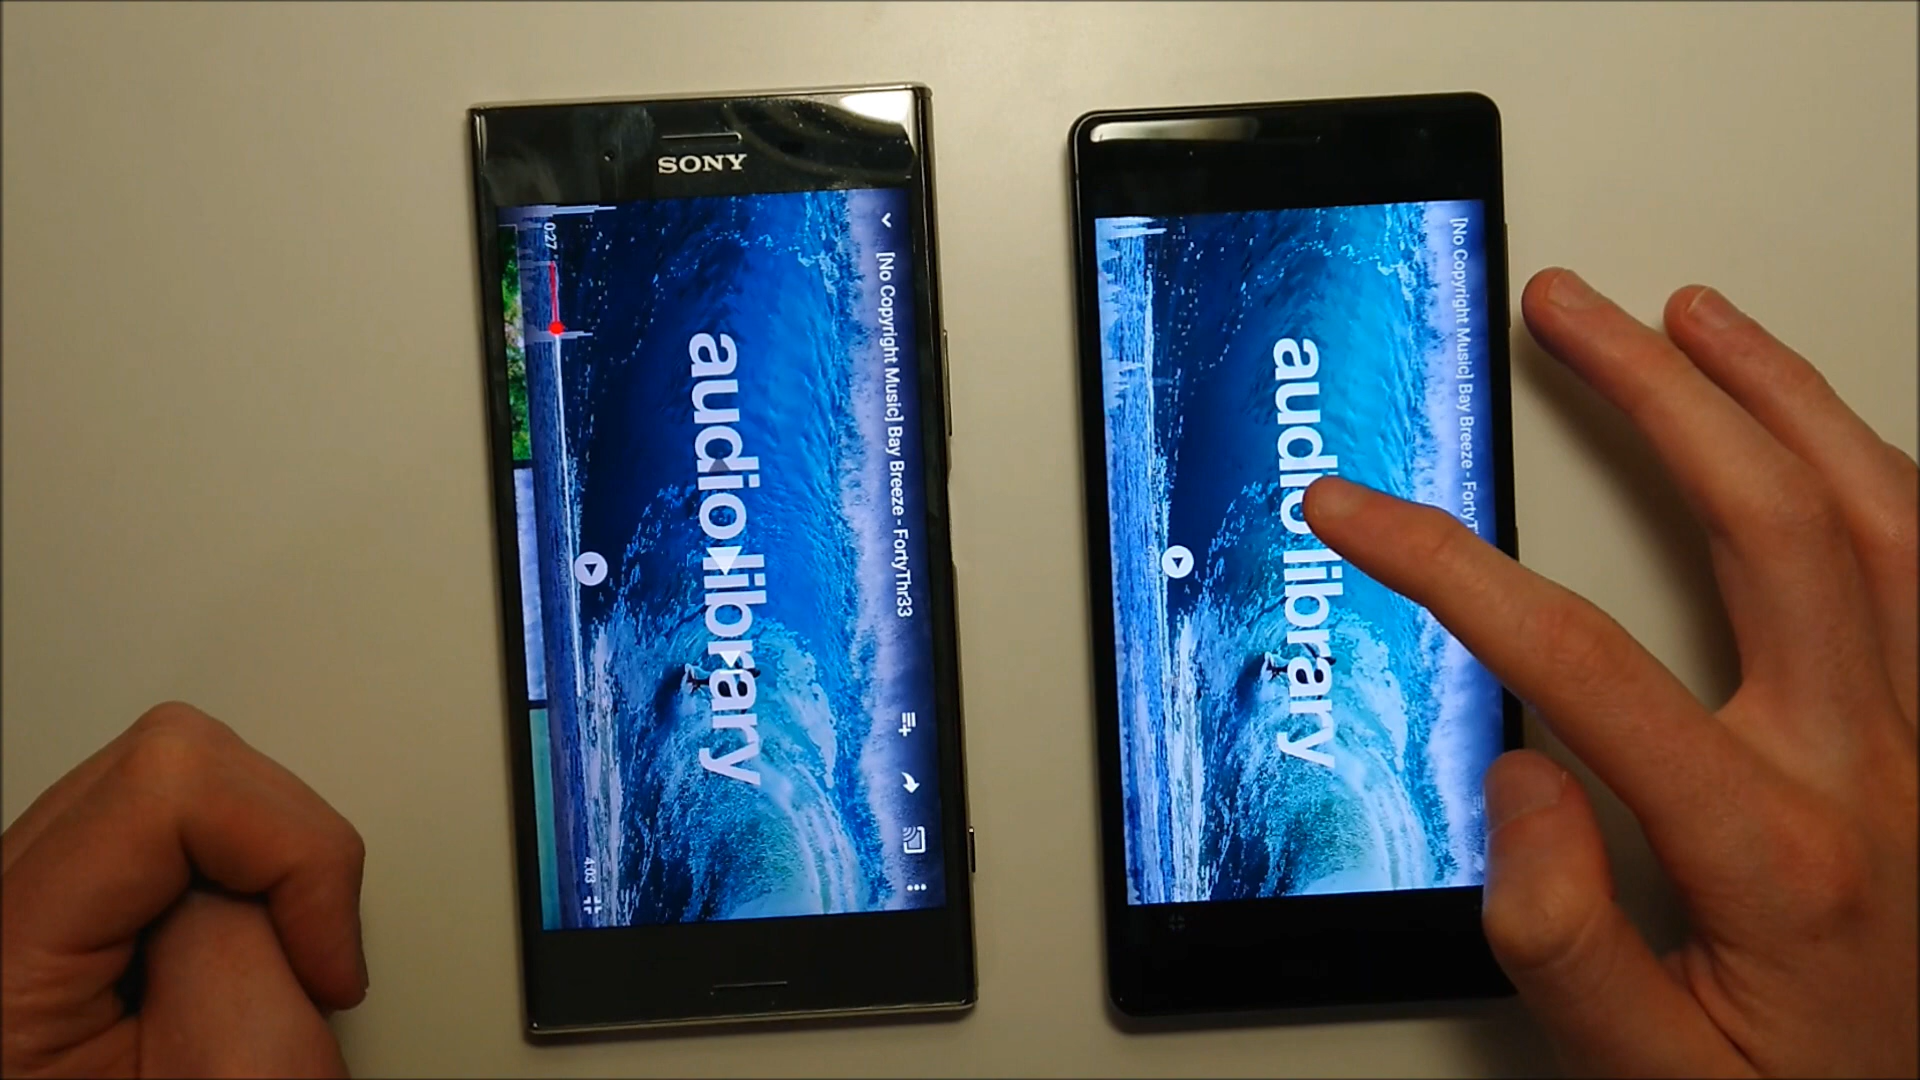 SONY
[No Copyright Music] Bay Breeze - FortyThr33
audio library
0:27
4:03
[No Copyright Music] Bay Breeze - FortyT
audio library